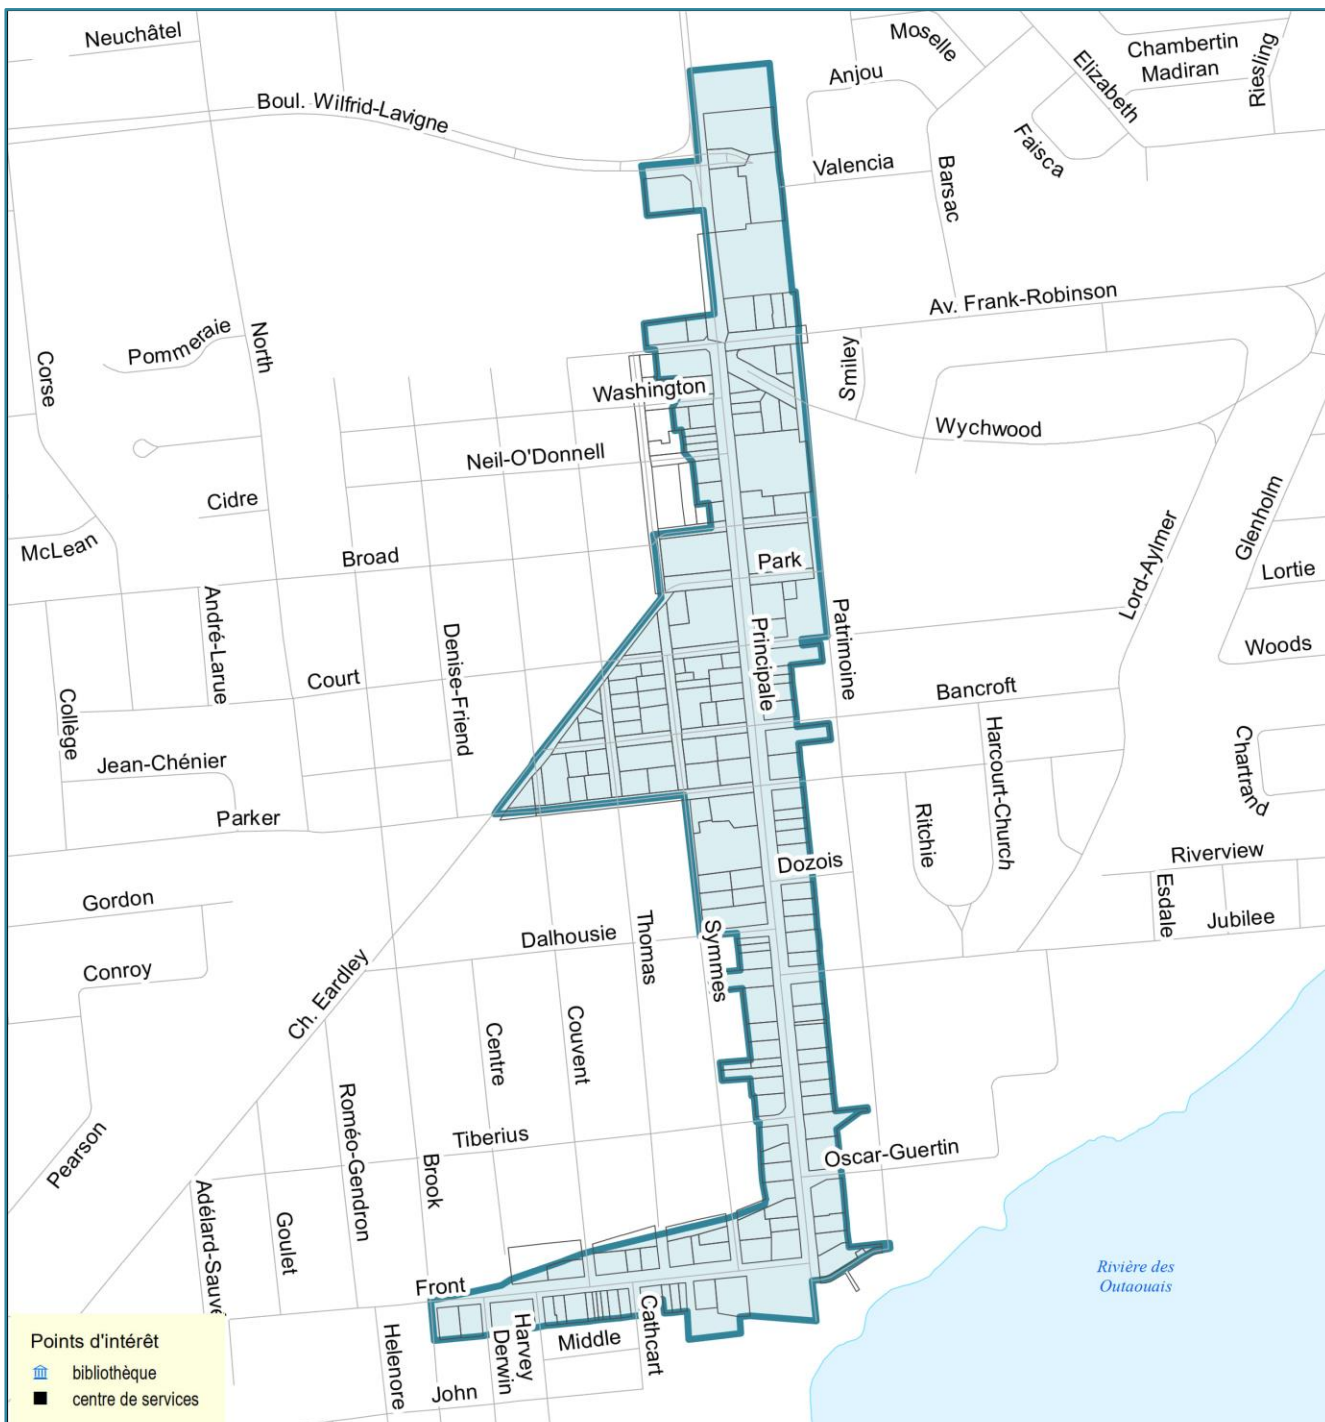 Neuchâtel
Moselle
Chambertin
Madiran
Riesling
Elizabeth
Anjou
Boul. Wilfrid-Lavigne
Faisca
Valencia
Barsac
Av. Frank-Robinson
Pommeraie
North
Corse
Smiley
Washington
Wychwood
Neil-O'Donnell
Cidre
Glenholm
McLean
Lord-Aylmer
Broad
Park
Lortie
André-Larue
Denise-Friend
Principale
Patrimoine
Woods
Court
Bancroft
Collège
Harcourt-Church
Jean-Chénier
Chartrand
Parker
Ritchie
Dozois
Riverview
Gordon
Esdale
Jubilee
Dalhousie
Thomas
Symmes
Conroy
Ch. Eardley
Centre
Couvent
Roméo-Gendron
Tiberius
Pearson
Brook
Oscar-Guertin
Adélard-Sauvé
Goulet
Rivière des
Outaouais
Front
Cathcart
Harvey
Derwin
Middle
Helenore
John
Points d'intérêt
bibliothèque
centre de services